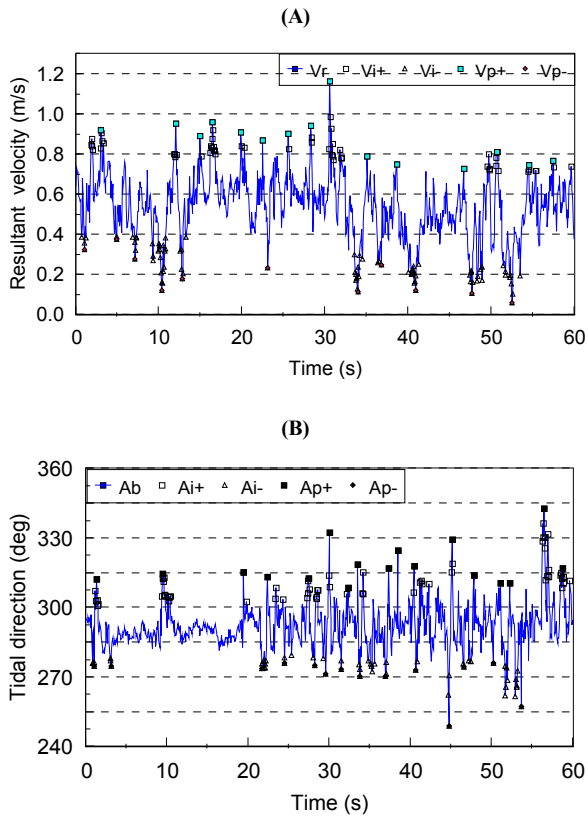 (A)
Vr Vi+ Vi- Vp+ Vp-
Resultant velocity (m/s)
1.2
1.0
0.8
0.6
0.4
0.2
0.0
0 10 20 30 40 50 60
Time (s)
(B)
Ab Ai+ Ai- Ap+ Ap-
Tidal direction (deg)
360
330
300
270
240
0 10 20 30 40 50 60
Time (s)